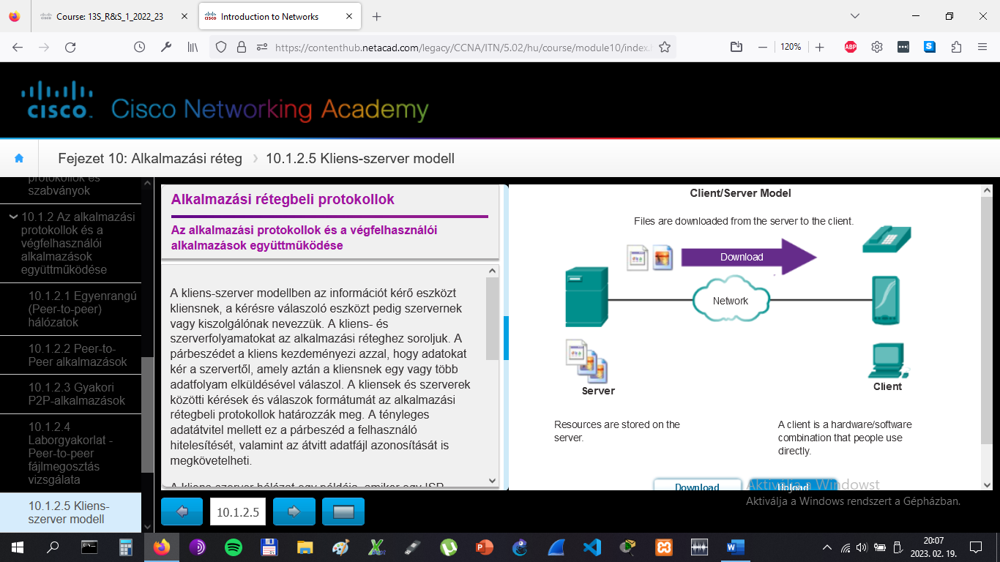 Course: 13S_R&S_1_2022_23
Introduction to Networks
https://contenthub.netacad.com/legacy/CCNA/ITN/5.02/hu/course/module10/index.
120%
ABP
CISCO
Cisco Networking Academy
Fejezet 10: Alkalmazási réteg
10.1.2.5 Kliens-szerver modell
protokollok és
szabványok
10.1.2 Az alkalmazási
protokollok és a
végfelhasználói
alkalmazások
együttműködése
10.1.2.1 Egyenrangú
(Peer-to-peer)
hálózatok
10.1.2.2 Peer-to-
Peer alkalmazások
10.1.2.3 Gyakori
P2P-alkalmazások
10.1.2.4
Laborgyakorlat -
Peer-to-peer
fájlmegosztás
vizsgálata
10.1.2.5 Kliens-
szerver modell
Alkalmazási rétegbeli protokollok
Az alkalmazási protokollok és a végfelhasználói
alkalmazások együttműködése
A kliens-szerver modellben az információt kérő eszközt
kliensnek, a kérésre válaszoló eszközt pedig szervernek
vagy kiszolgálónak nevezzük. A kliens- és
szerverfolyamatokat az alkalmazási réteghez soroljuk. A
párbeszédet a kliens kezdeményezi azzal, hogy adatokat
kér a szervertől, amely aztán a kliensnek egy vagy több
adatfolyam elküldésével válaszol. A kliensek és szerverek
közötti kérések és válaszok formátumát az alkalmazási
rétegbeli protokollok határozzák meg. A tényleges
adatátvitel mellett ez a párbeszéd a felhasználó
hitelesítését, valamint az átvitt adatfájl azonosítását is
megkövetelheti.
A kliens-szerver hálózat egy példája, amikor egy ISP
10.1.2.5
Client/Server Model
Files are downloaded from the server to the client.
Download
Network
Server
Client
Resources are stored on the
server.
A client is a hardware/software
combination that people use
directly.
Download
Upload
Aktiválja a Windowst
Aktiválja a Windows rendszert a Gépházban.
20:07
2023. 02. 19.